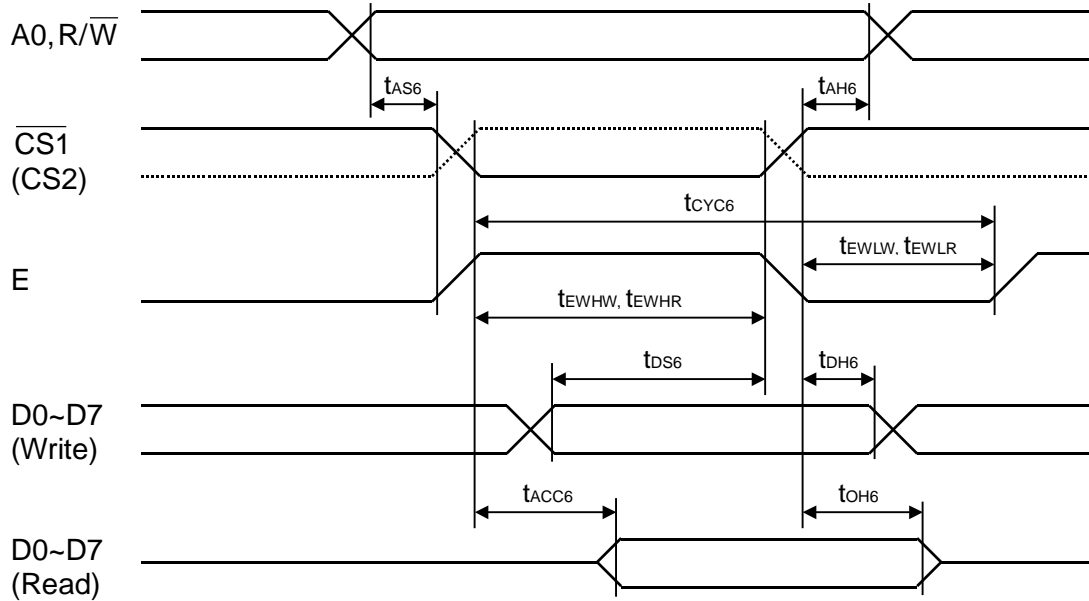 A0, R/W̅
tAS6
tAH6
C̅S̅1̅
(CS2)
tCYC6
tEWLW, tEWLR
E
tEWHW, tEWHR
tDS6
tDH6
D0~D7
(Write)
tACC6
tOH6
D0~D7
(Read)